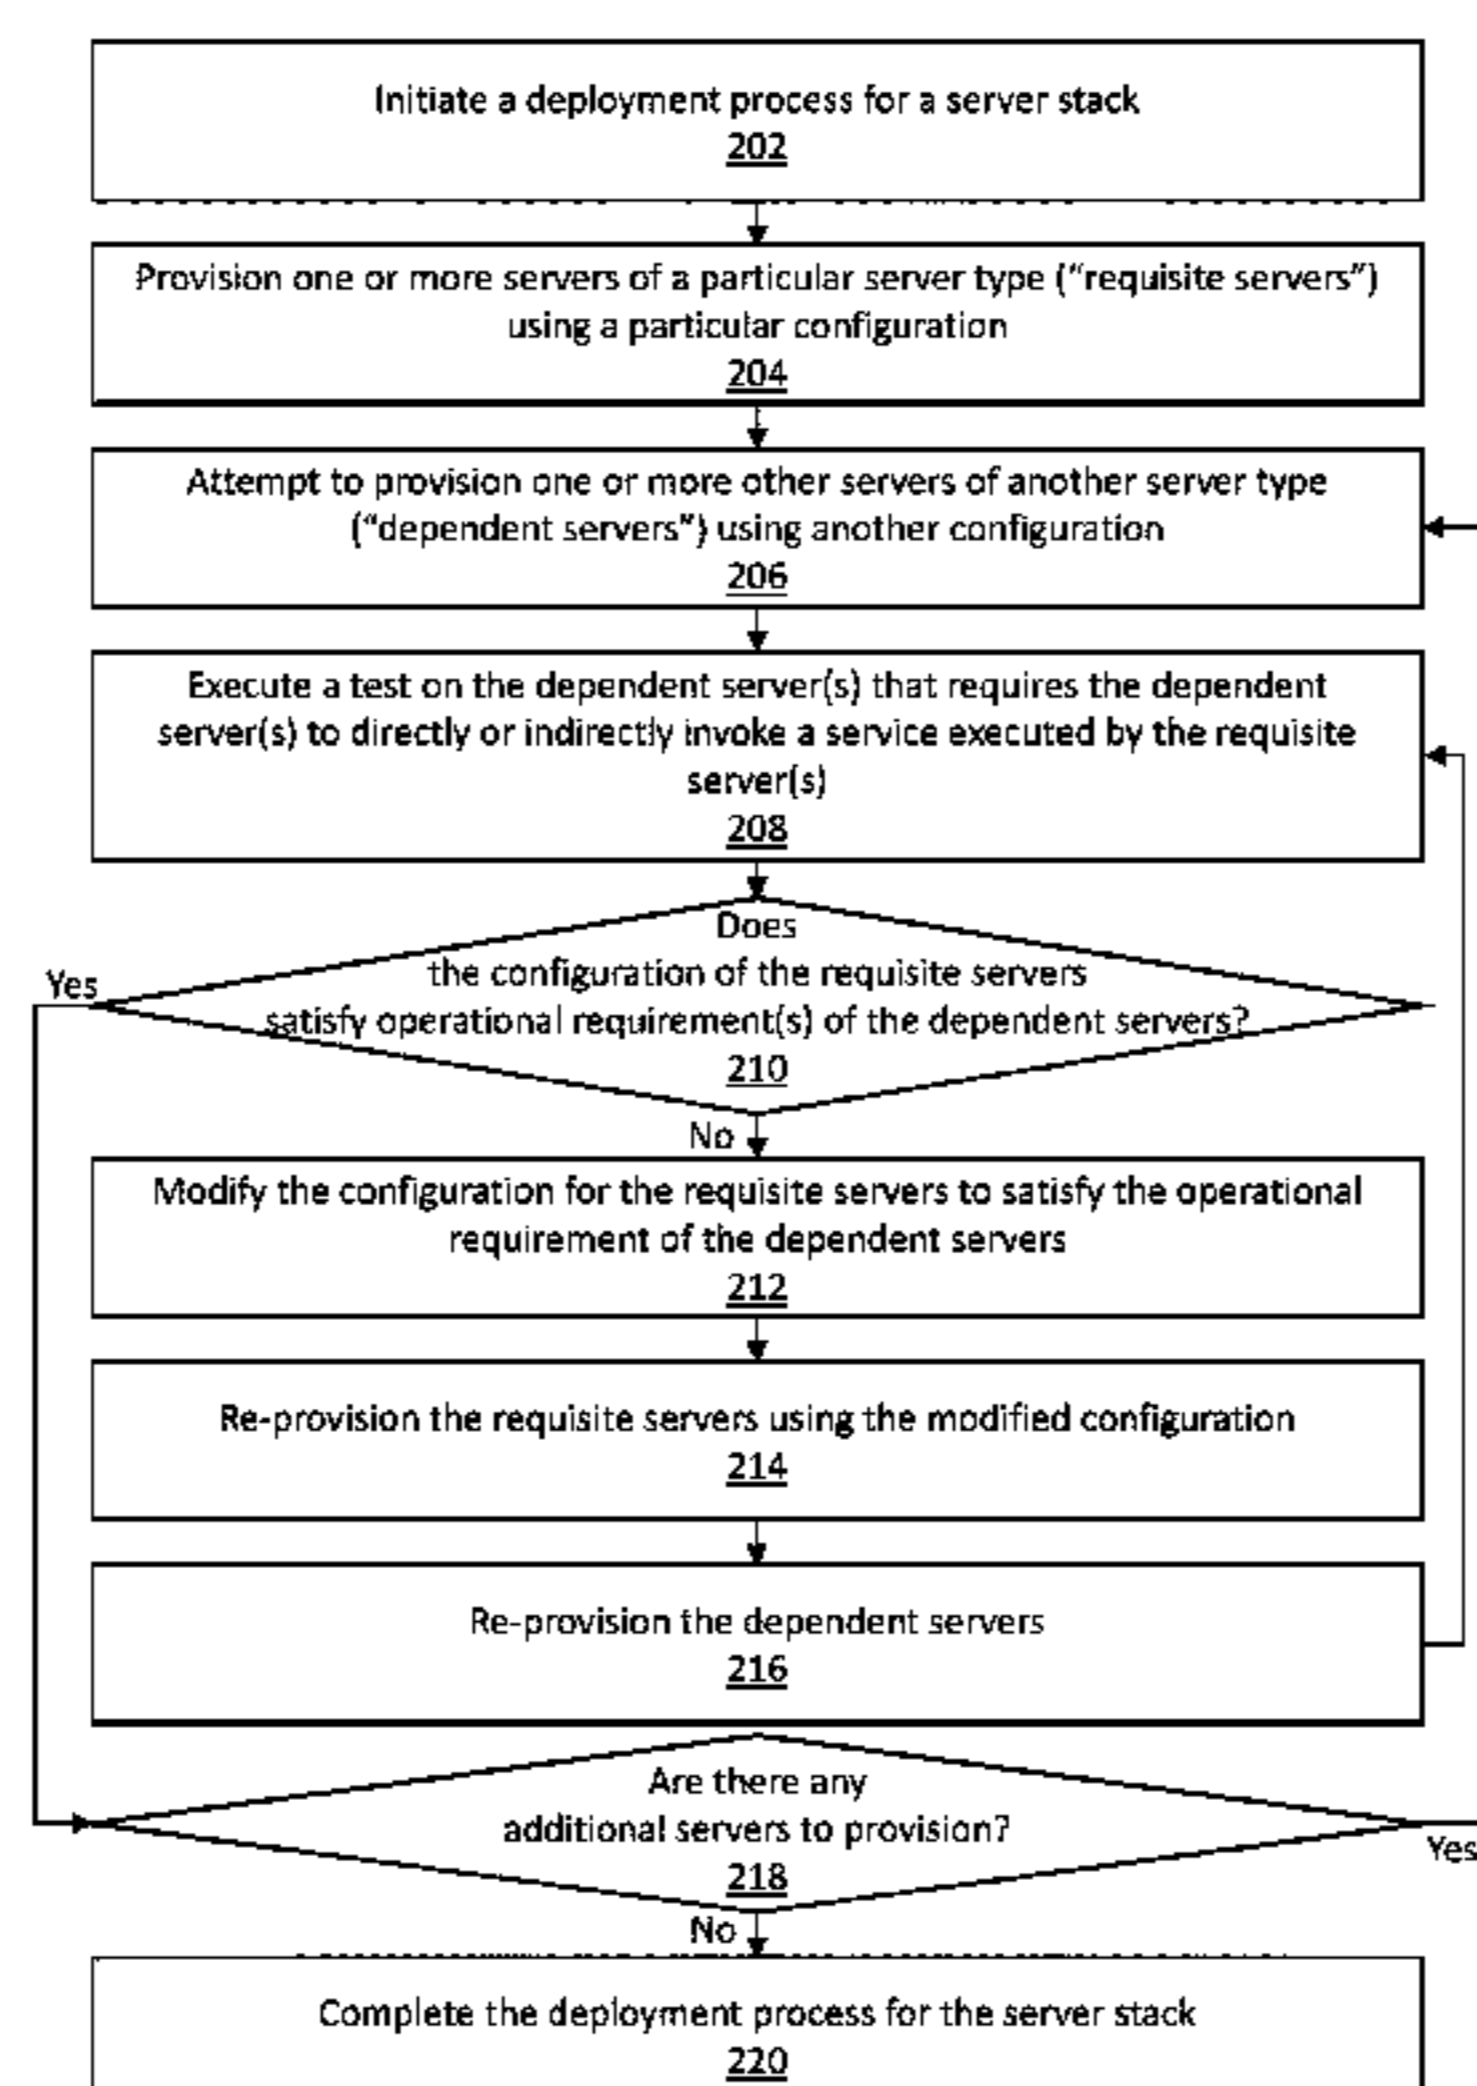 Initiate a deployment process for a server stack
202
Provision one or more servers of a particular server type (“requisite servers”)
using a particular configuration
204
Attempt to provision one or more other servers of another server type
(“dependent servers”) using another configuration
206
Execute a test on the dependent server(s) that requires the dependent
server(s) to directly or indirectly invoke a service executed by the requisite
server(s)
208
Does
the configuration of the requisite servers
satisfy operational requirement(s) of the dependent servers?
210
Yes
No
Modify the configuration for the requisite servers to satisfy the operational
requirement of the dependent servers
212
Re-provision the requisite servers using the modified configuration
214
Re-provision the dependent servers
216
Are there any
additional servers to provision?
218
Yes
No
Complete the deployment process for the server stack
220